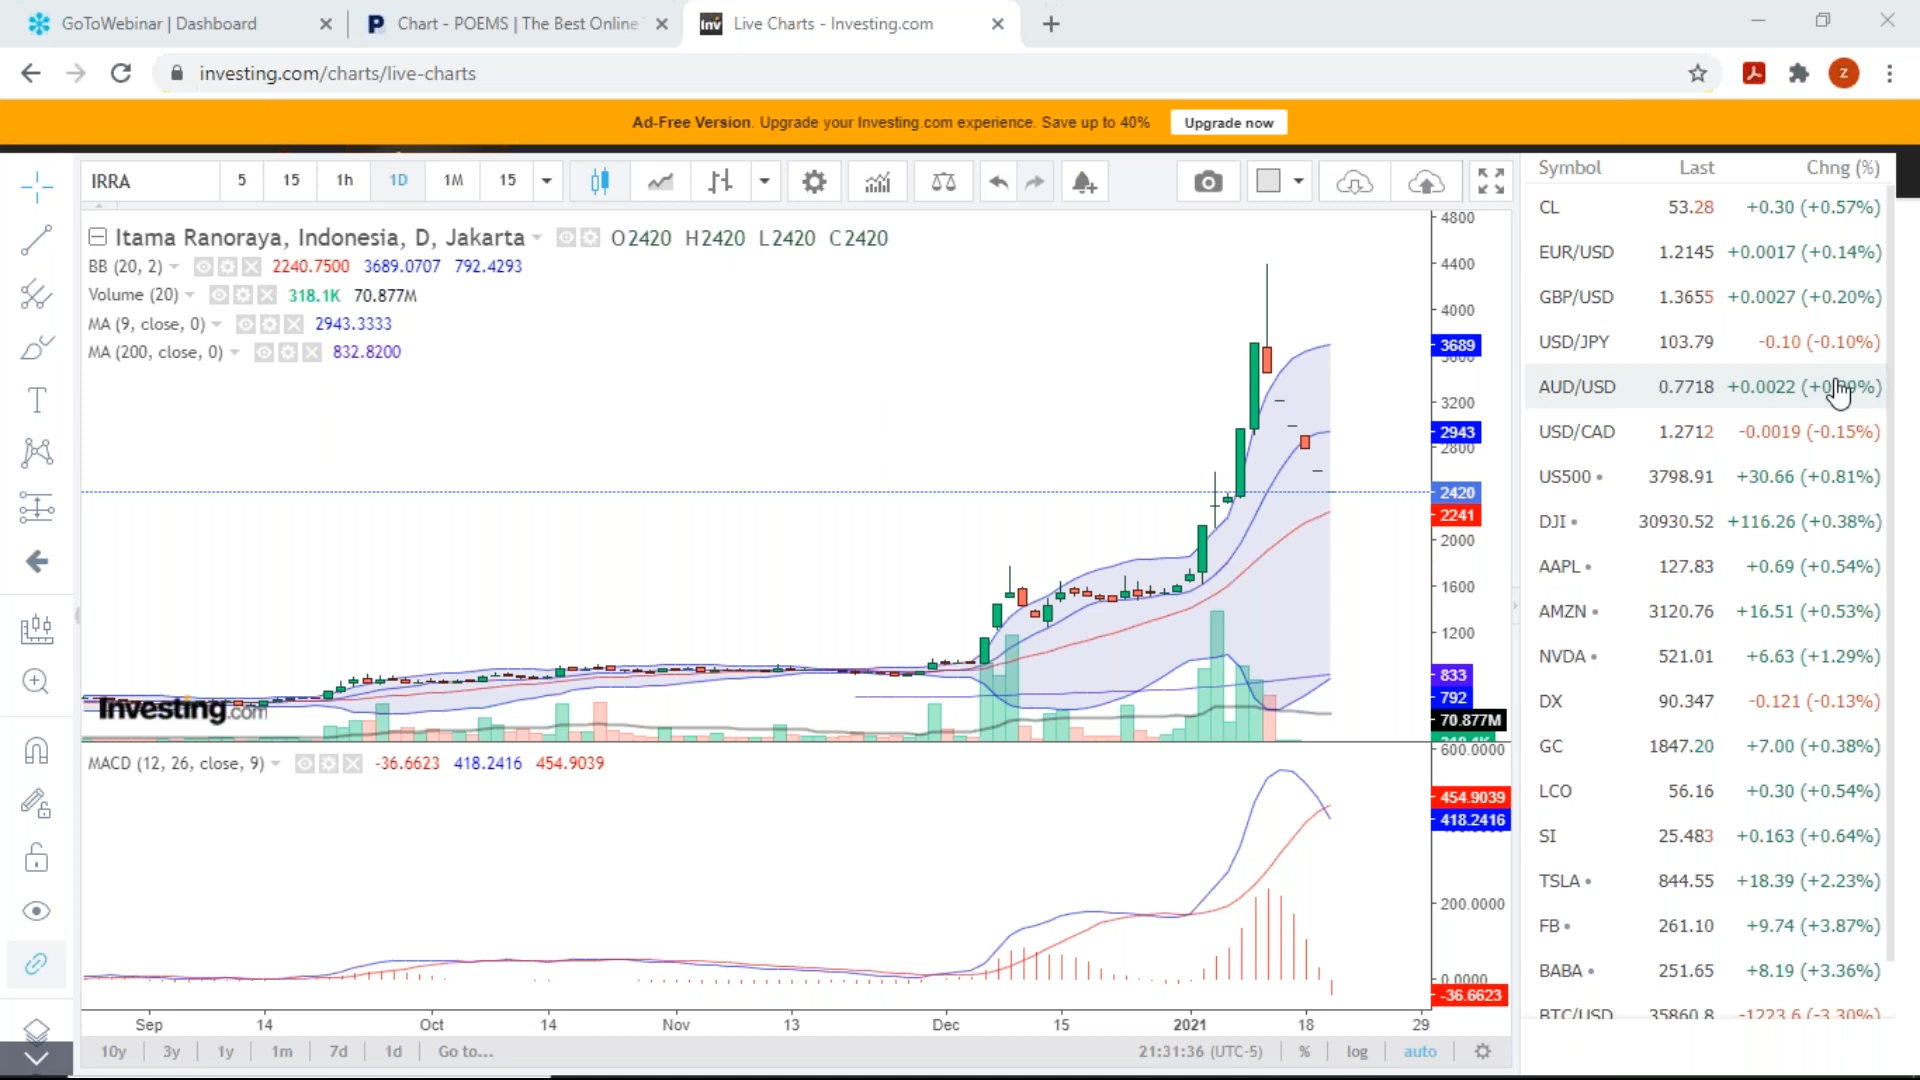 GoToWebinar | Dashboard
Chart - POEMS | The Best Online
Inv
Live Charts - Investing.com
investing.com/charts/live-charts
Z
Ad-Free Version. Upgrade your Investing.com experience. Save up to 40%
Upgrade now
IRRA 5 15 1h 1D 1M 15
Itama Ranoraya, Indonesia, D, Jakarta O2420 H2420 L2420 C2420
BB (20, 2) 2240.7500 3689.0707 792.4293
Volume (20) 318.1K 70.877M
MA (9, close, 0) 2943.3333
MA (200, close, 0) 832.8200
4800
4400
4000
3689
3200
2943
2800
2420
2241
2000
1600
1200
833
792
70.877M
600.0000
Investing.com
MACD (12, 26, close, 9) -36.6623 418.2416 454.9039
454.9039
418.2416
200.0000
0.0000
-36.6623
Sep 14 Oct 14 Nov 13 Dec 15 2021 18 29
10y 3y 1y 1m 7d 1d Go to...
21:31:36 (UTC-5) % log auto
Symbol Last Chng (%)
CL 53.28 +0.30 (+0.57%)
EUR/USD 1.2145 +0.0017 (+0.14%)
GBP/USD 1.3655 +0.0027 (+0.20%)
USD/JPY 103.79 -0.10 (-0.10%)
AUD/USD 0.7718 +0.0022
USD/CAD 1.2712 -0.0019 (-0.15%)
US500 3798.91 +30.66 (+0.81%)
DJI 30930.52 +116.26 (+0.38%)
AAPL 127.83 +0.69 (+0.54%)
AMZN 3120.76 +16.51 (+0.53%)
NVDA 521.01 +6.63 (+1.29%)
DX 90.347 -0.121 (-0.13%)
GC 1847.20 +7.00 (+0.38%)
LCO 56.16 +0.30 (+0.54%)
SI 25.483 +0.163 (+0.64%)
TSLA 844.55 +18.39 (+2.23%)
FB 261.10 +9.74 (+3.87%)
BABA 251.65 +8.19 (+3.36%)
BTC/USD 35860.8 -1223.6 (-3.30%)